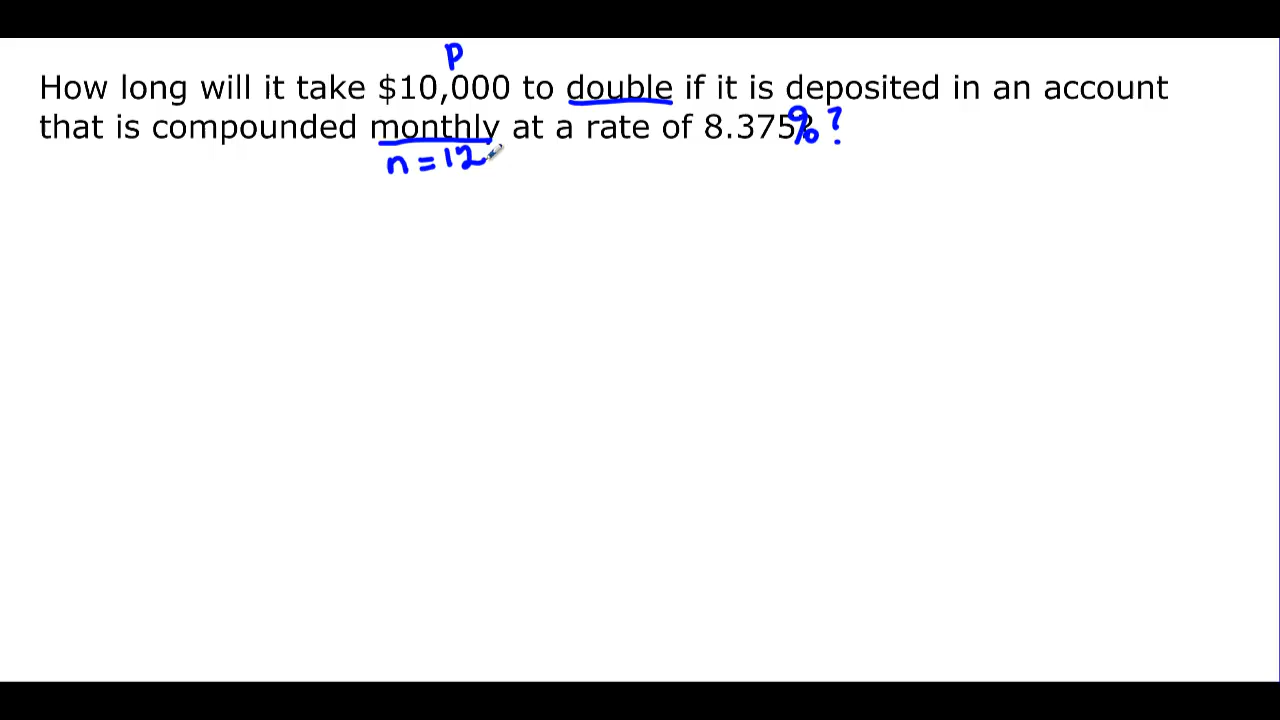 P
How long will it take $10,000 to double if it is deposited in an account
that is compounded monthly at a rate of 8.375%?
n=12